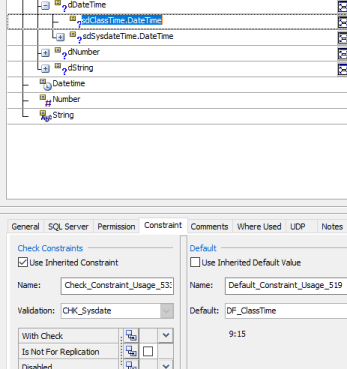 dDateTime
sdClassTime.DateTime
sdSysdateTime.DateTime
dNumber
dString
Datetime
Number
String
General SQL Server Permission Constraint Comments Where Used UDP Notes
Check Constraints Default
Use Inherited Constraint Use Inherited Default Value
Name: Check_Constraint_Usage_533 Name: Default_Constraint_Usage_519
Validation: CHK_Sysdate Default: DF_ClassTime
With Check 9:15
Is Not For Replication
Disabled